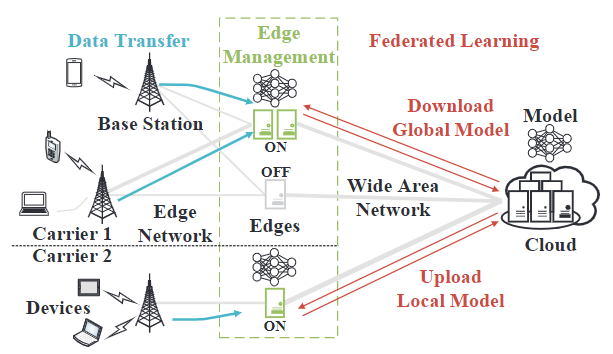 Data Transfer
Edge
Management
Federated Learning
Base Station
ON
Download
Global Model
Model
OFF
Wide Area
Network
Edge
Network
Edges
Carrier 1
Carrier 2
Cloud
Devices
ON
Upload
Local Model